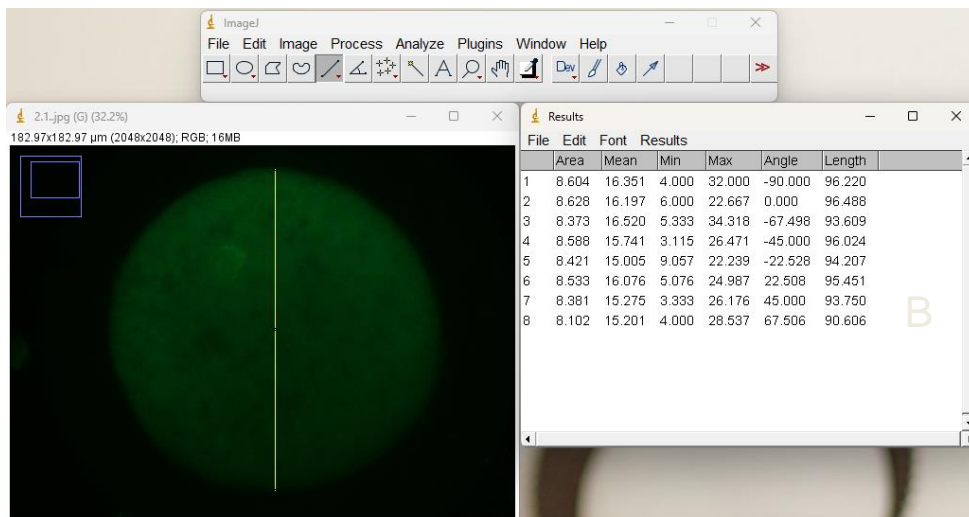 ImageJ
File Edit Image Process Analyze Plugins Window Help
Dev
2.1..jpg (G) (32.2%)
182.97x182.97 µm (2048x2048); RGB; 16MB
Results
File Edit Font Results
Area Mean Min Max Angle Length
1 8.604 16.351 4.000 32.000 -90.000 96.220
2 8.628 16.197 6.000 22.667 0.000 96.488
3 8.373 16.520 5.333 34.318 -67.498 93.609
4 8.588 15.741 3.115 26.471 -45.000 96.024
5 8.421 15.005 9.057 22.239 -22.528 94.207
6 8.533 16.076 5.076 24.987 22.508 95.451
7 8.381 15.275 3.333 26.176 45.000 93.750
8 8.102 15.201 4.000 28.537 67.506 90.606
B